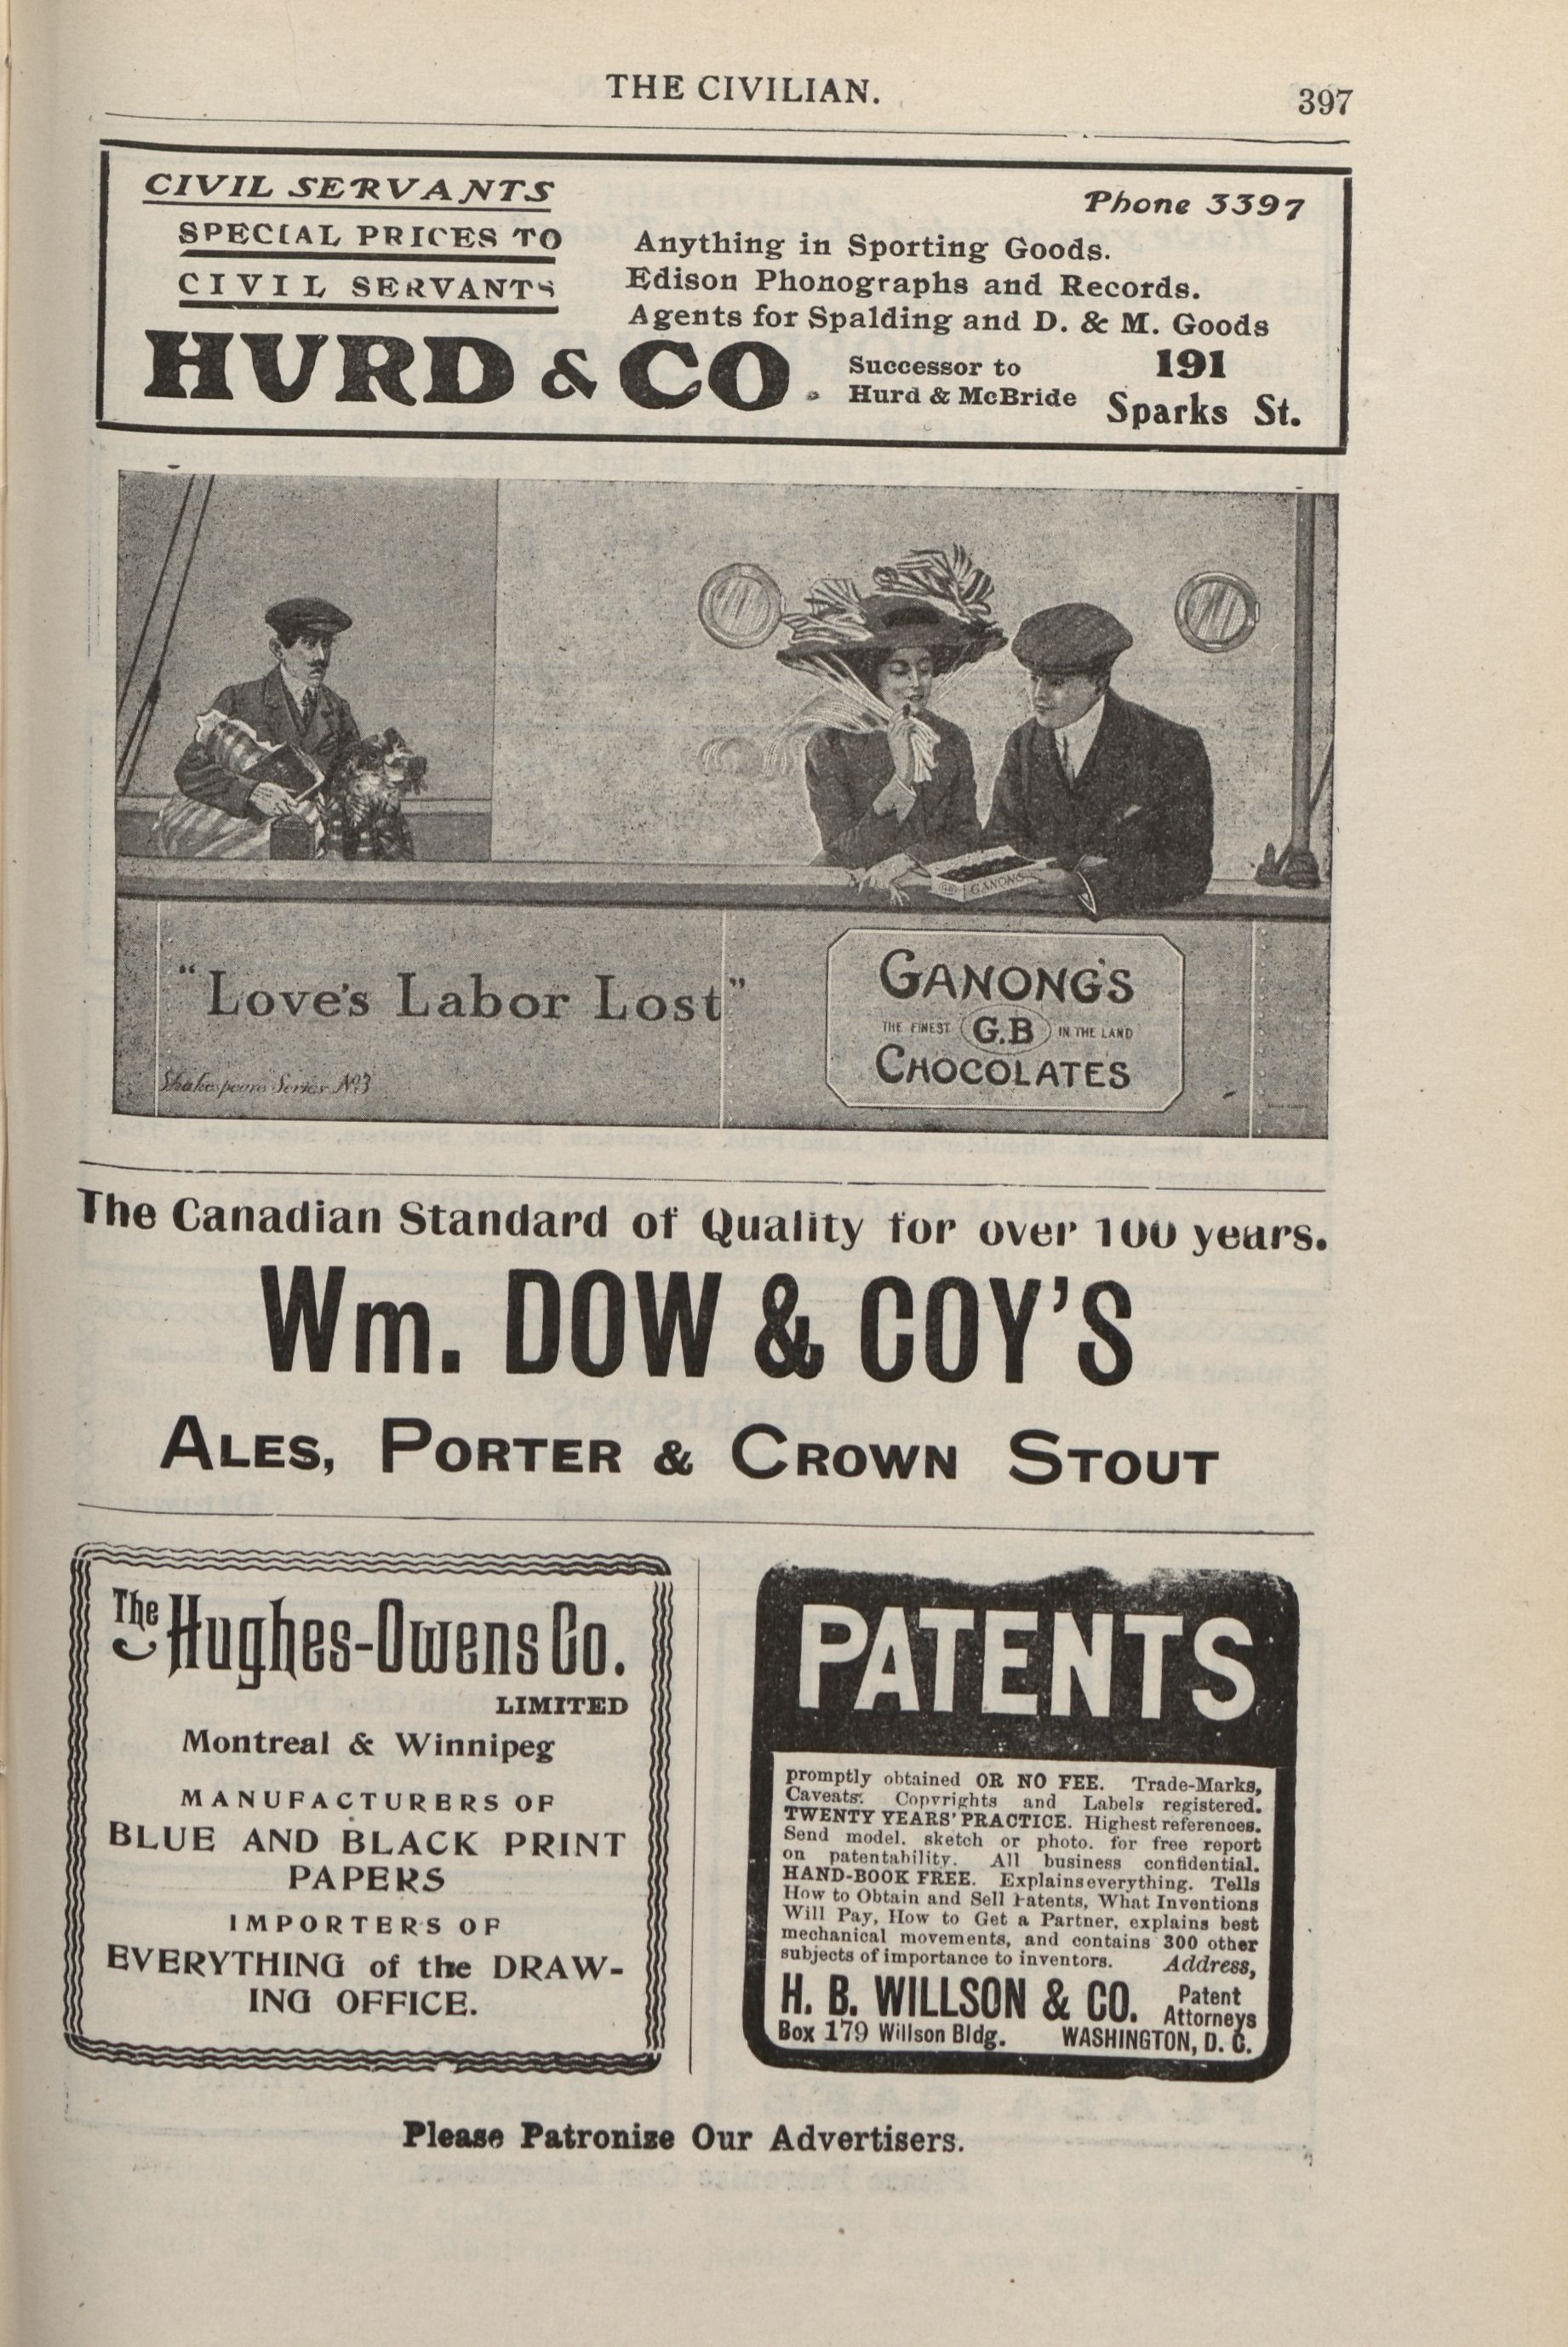 THE CIVILIAN.
397
CIVIL SERVANTS
SPECIAL PRICES TO
CIVIL SERVANTS
Phone 3397
Anything in Sporting Goods.
Edison Phonographs and Records.
Agents for Spalding and D. & M. Goods
HURD & CO.
Successor to
Hurd & McBride
191
Sparks St.
G.B GANONG
"Love's Labor Lost"
Shakespeare Series No3
GANONG'S
THE FINEST G.B IN THE LAND
CHOCOLATES
The Canadian Standard of Quality for over 100 years.
Wm. DOW & COY'S
ALES, PORTER & CROWN STOUT
The Hughes-Owens Co.
LIMITED
Montreal & Winnipeg
MANUFACTURERS OF
BLUE AND BLACK PRINT
PAPERS
IMPORTERS OF
EVERYTHING of the DRAW-
ING OFFICE.
PATENTS
promptly obtained OR NO FEE. Trade-Marks,
Caveats. Copyrights and Labels registered.
TWENTY YEARS' PRACTICE. Highest references.
Send model. sketch or photo. for free report
on patentability. All business confidential.
HAND-BOOK FREE. Explains everything. Tells
How to Obtain and Sell Patents, What Inventions
Will Pay, How to Get a Partner, explains best
mechanical movements, and contains 300 other
subjects of importance to inventors. Address,
H. B. WILLSON & CO. Patent
Attorneys
Box 179 Willson Bldg. WASHINGTON, D. C.
Please Patronize Our Advertisers.